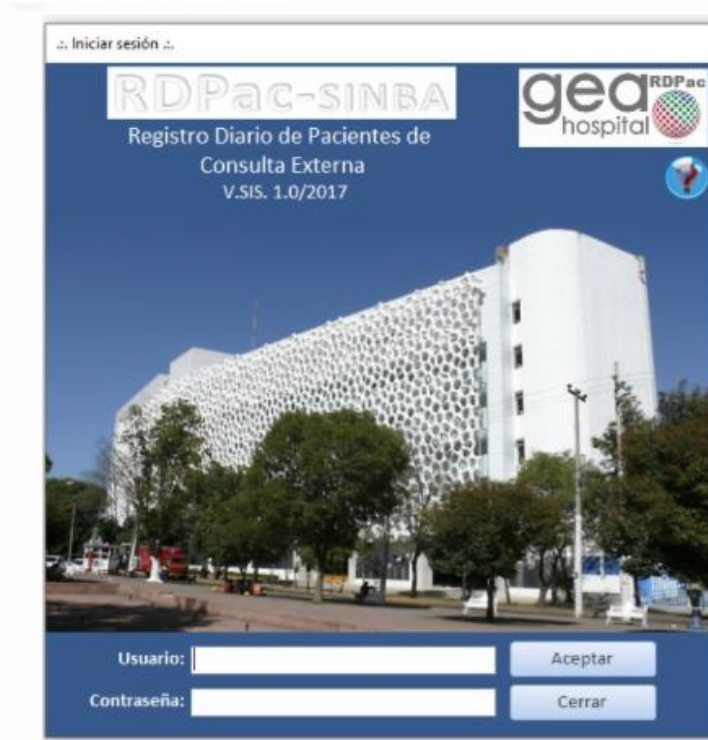 .:. Iniciar sesión .:.
RDPac-SINBA
gea
RDPac
hospital
Registro Diario de Pacientes de
Consulta Externa
V.SIS. 1.0/2017
?
Usuario:
Aceptar
Contraseña:
Cerrar